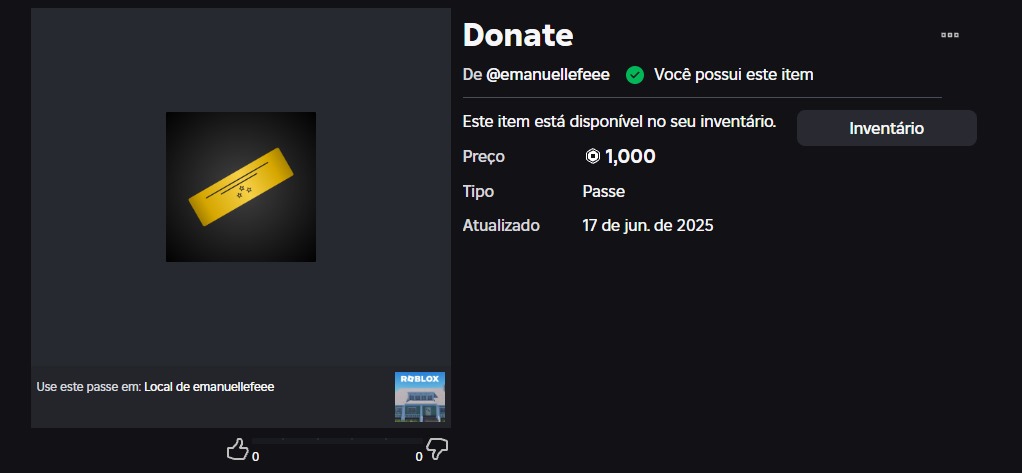 Donate
De @emanuellefeee Você possui este item
Este item está disponível no seu inventário.
Inventário
Preço 1,000
Tipo Passe
Atualizado 17 de jun. de 2025
Use este passe em: Local de emanuellefeee
ROBLOX
0 0